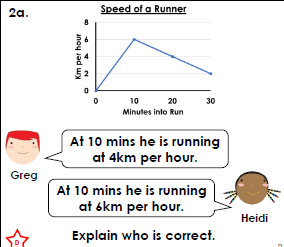 2a.
Speed of a Runner
Km per hour
8
6
4
2
0
0 10 20 30
Minutes into Run
At 10 mins he is running
at 4km per hour.
Greg
At 10 mins he is running
at 6km per hour.
Heidi
D
Explain who is correct.